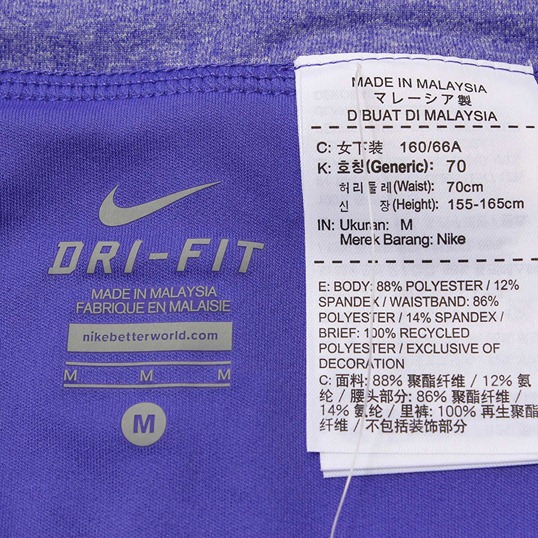 DRI-FIT
MADE IN MALAYSIA
FABRIQUE EN MALAISIE
nikebetterworld.com
M M M
M
MADE IN MALAYSIA
マレーシア製
DIBUAT DI MALAYSIA
C: 女下装 160/66A
K: 호칭(Generic): 70
허리둘레(Waist): 70cm
신 장(Height): 155-165cm
IN: Ukuran: M
Merek Barang: Nike
E: BODY: 88% POLYESTER / 12%
SPANDEX / WAISTBAND: 86%
POLYESTER / 14% SPANDEX /
BRIEF: 100% RECYCLED
POLYESTER / EXCLUSIVE OF
DECORATION
C: 面料: 88% 聚酯纤维 / 12% 氨
纶 / 腰头部分: 86% 聚酯纤维 /
14% 氨纶 / 里裤: 100% 再生聚酯
纤维 / 不包括装饰部分